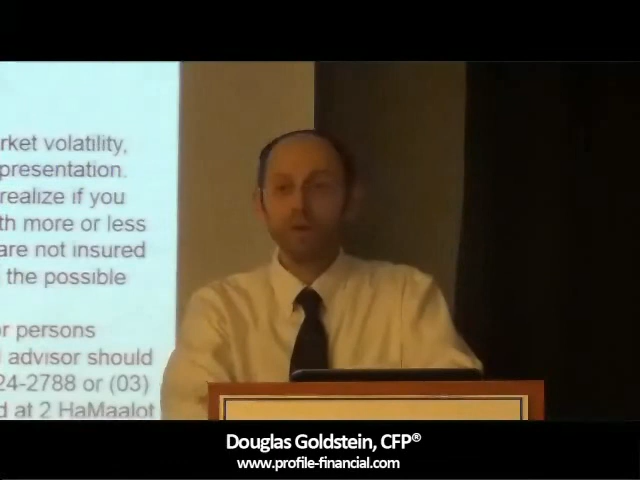 rket volatility,
presentation.
realize if you
th more or less
are not insured
the possible
r persons
advisor should
24-2788 or (03)
d at 2 HaMaalot
Douglas Goldstein, CFP®
www.profile-financial.com